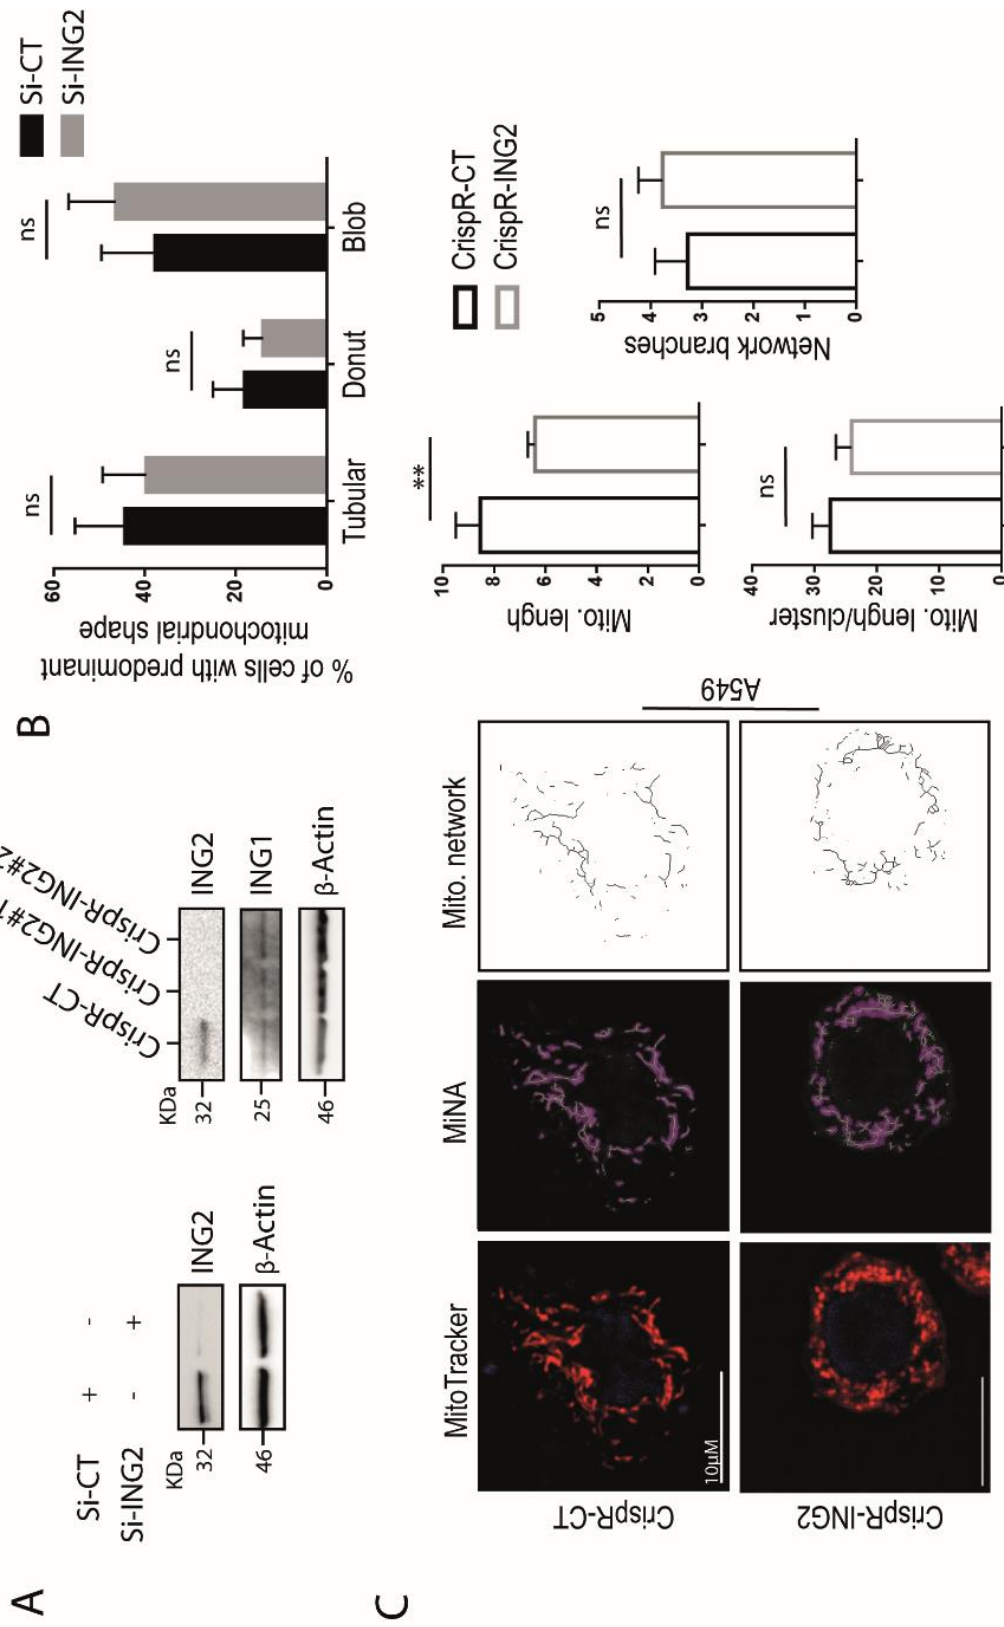 A
Si-CT + -
Si-ING2 - +
KDa
32
ING2
46
β-Actin
CrispR-CT
CrispR-ING2#1
CrispR-ING2#2
KDa
32
ING2
25
ING1
46
β-Actin
B
% of cells with predominant
mitochondrial shape
60
40
20
0
ns
ns
ns
Tubular
Donut
Blob
Si-CT
Si-ING2
C
MitoTracker
MiNA
Mito. network
CrispR-CT
10µM
CrispR-ING2
A549
CrispR-CT
CrispR-ING2
Mito. lengh
10
8
6
4
2
0
**
Network branches
5
4
3
2
1
0
ns
Mito. lengh/cluster
40
30
20
10
0
ns